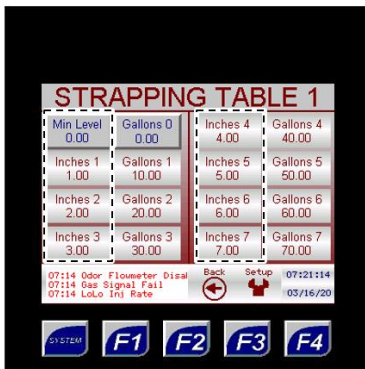 STRAPPING TABLE 1
Min Level
0.00
Gallons 0
0.00
Inches 4
4.00
Gallons 4
40.00
Inches 1
1.00
Gallons 1
10.00
Inches 5
5.00
Gallons 5
50.00
Inches 2
2.00
Gallons 2
20.00
Inches 6
6.00
Gallons 6
60.00
Inches 3
3.00
Gallons 3
30.00
Inches 7
7.00
Gallons 7
70.00
07:14 Odor Flowmeter Disa
07:14 Gas Signal Fail
07:14 LoLo Inj Rate
Back
Setup
07:21:14
03/16/20
SYSTEM
F1
F2
F3
F4